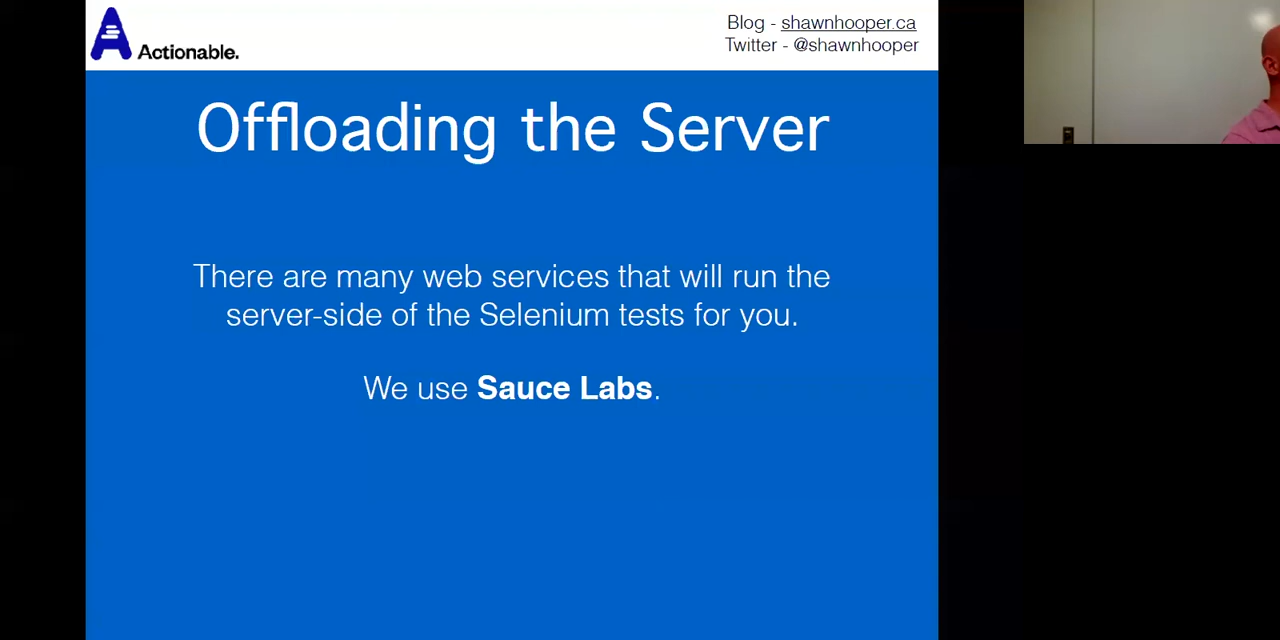 Actionable.
Blog - shawnhooper.ca
Twitter - @shawnhooper
Offloading the Server
There are many web services that will run the
server-side of the Selenium tests for you.
We use Sauce Labs.